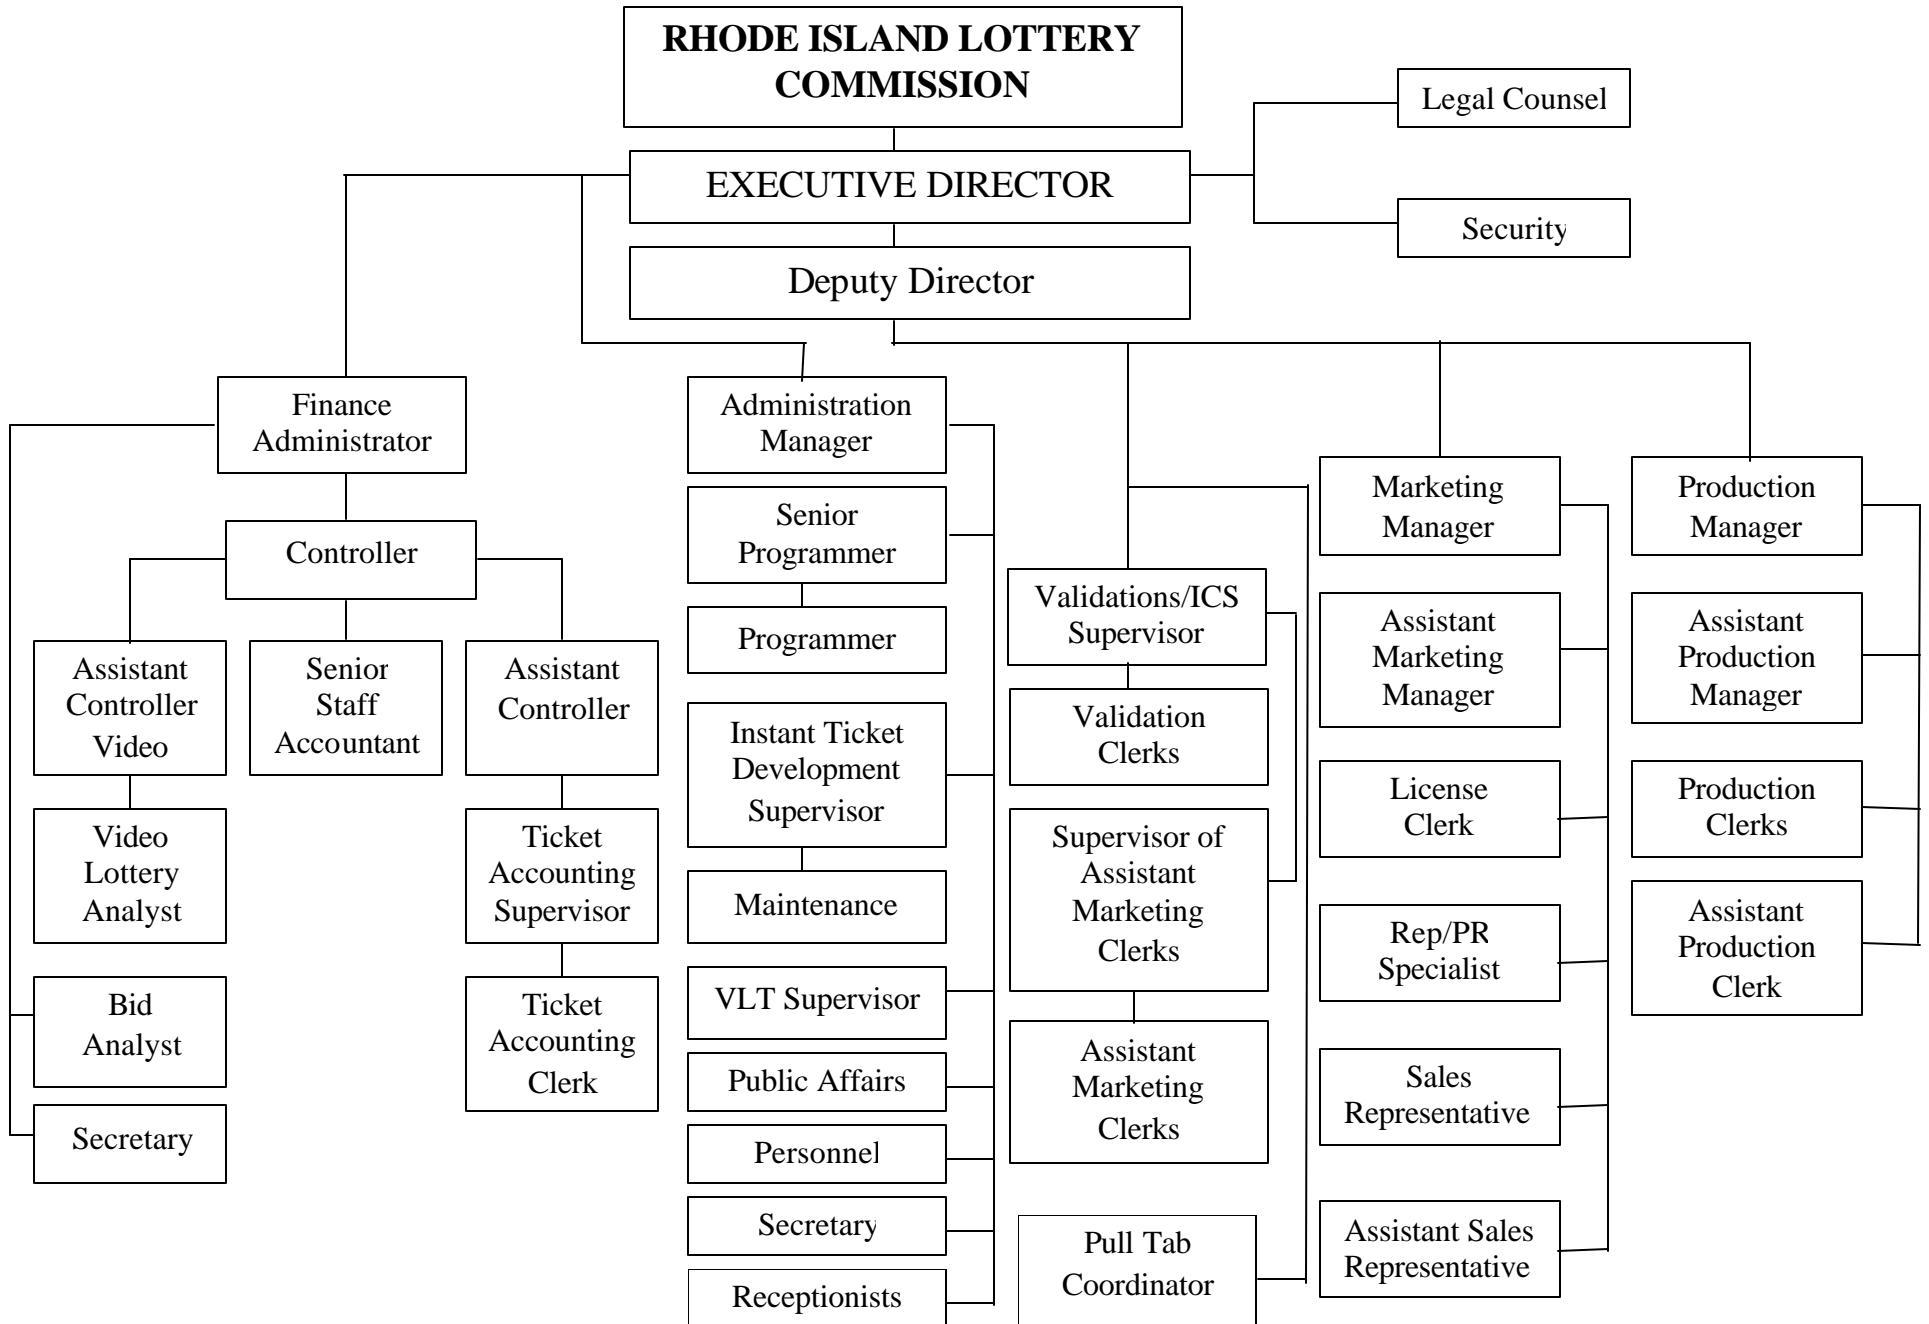 RHODE ISLAND LOTTERY
COMMISSION
Legal Counsel
EXECUTIVE DIRECTOR
Security
Deputy Director
Finance
Administrator
Controller
Assistant
Controller
Video
Senior
Staff
Accountant
Assistant
Controller
Video
Lottery
Analyst
Ticket
Accounting
Supervisor
Bid
Analyst
Ticket
Accounting
Clerk
Secretary
Administration
Manager
Senior
Programmer
Programmer
Instant Ticket
Development
Supervisor
Maintenance
VLT Supervisor
Public Affairs
Personnel
Secretary
Receptionists
Validations/ICS
Supervisor
Validation
Clerks
Supervisor of
Assistant
Marketing
Clerks
Assistant
Marketing
Clerks
Pull Tab
Coordinator
Marketing
Manager
Assistant
Marketing
Manager
License
Clerk
Rep/PR
Specialist
Sales
Representative
Assistant Sales
Representative
Production
Manager
Assistant
Production
Manager
Production
Clerks
Assistant
Production
Clerk